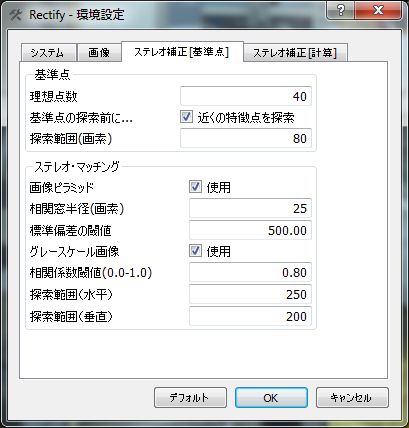 Rectify - 環境設定
システム 画像 ステレオ補正[基準点] ステレオ補正[計算]
基準点
理想点数 40
基準点の探索前に... 近くの特徴点を探索
探索範囲(画素) 80
ステレオ・マッチング
画像ピラミッド 使用
相関窓半径(画素) 25
標準偏差の閾値 500.00
グレースケール画像 使用
相関係数閾値(0.0-1.0) 0.80
探索範囲(水平) 250
探索範囲(垂直) 200
デフォルト OK キャンセル